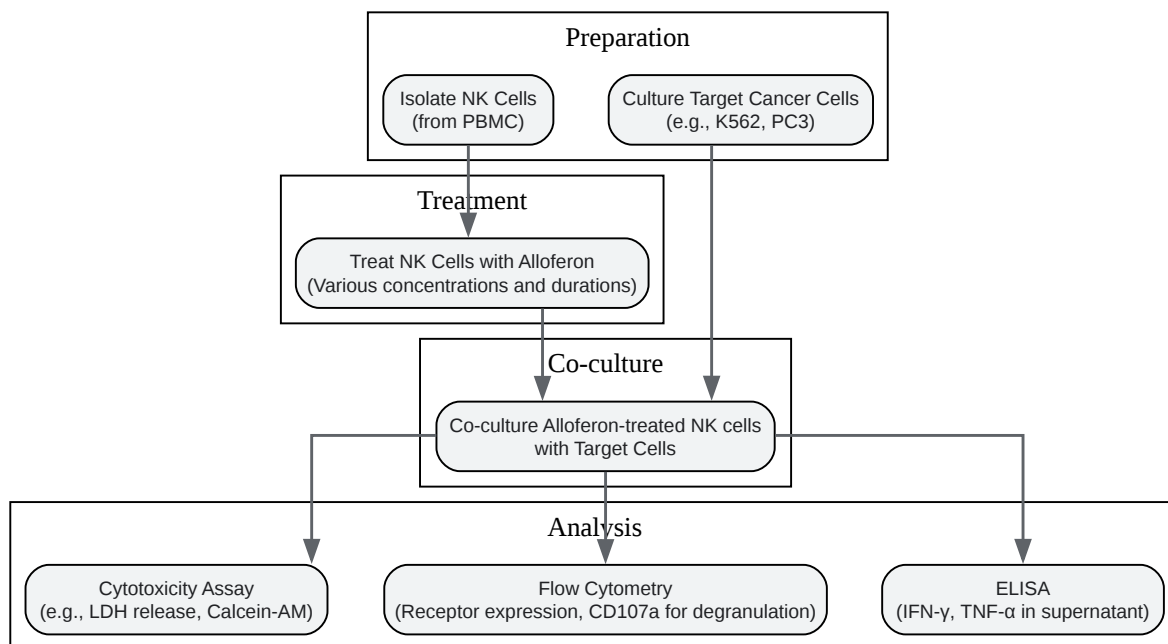 Preparation
Isolate NK Cells
(from PBMC)
Culture Target Cancer Cells
(e.g., K562, PC3)
Treatment
Treat NK Cells with Alloferon
(Various concentrations and durations)
Co-culture
Co-culture Alloferon-treated NK cells
with Target Cells
Analysis
Cytotoxicity Assay
(e.g., LDH release, Calcein-AM)
Flow Cytometry
(Receptor expression, CD107a for degranulation)
ELISA
(IFN-γ, TNF-α in supernatant)